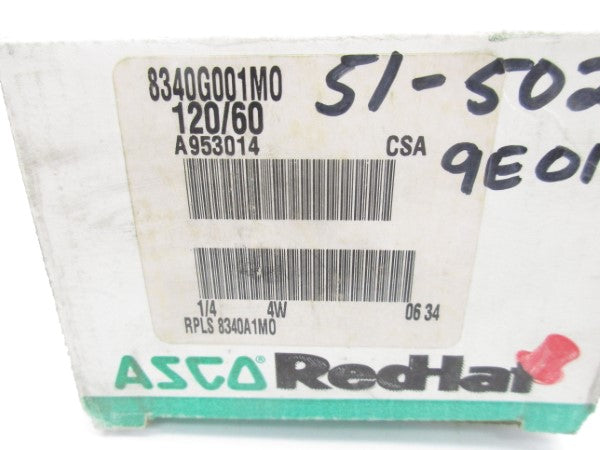 8340G001MO
120/60
A953014 CSA
51-502
9E01
1/4 4W 06 34
RPLS 8340A1MO
ASCO® RedHat